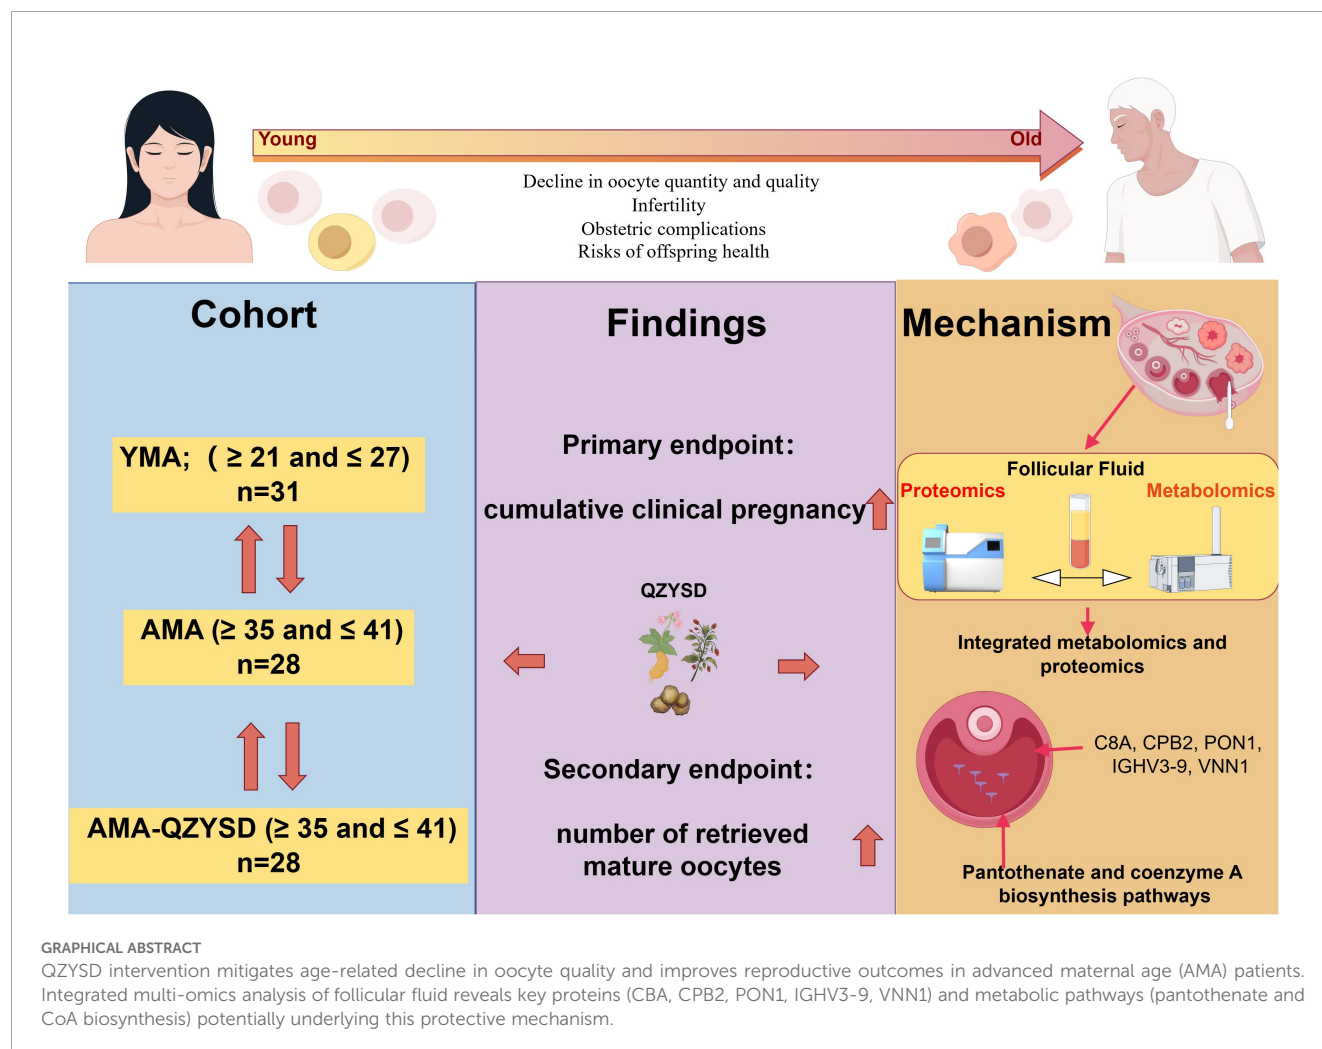 Young
Old
Decline in oocyte quantity and quality
Infertility
Obstetric complications
Risks of offspring health
Cohort
YMA; ( ≥ 21 and ≤ 27)
n=31
AMA (≥ 35 and ≤ 41)
n=28
AMA-QZYSD (≥ 35 and ≤ 41)
n=28
Findings
Primary endpoint:
cumulative clinical pregnancy
QZYSD
Secondary endpoint:
number of retrieved
mature oocytes
Mechanism
Follicular Fluid
Proteomics
Metabolomics
Integrated metabolomics and
proteomics
C8A, CPB2, PON1,
IGHV3-9, VNN1
Pantothenate and coenzyme A
biosynthesis pathways
GRAPHICAL ABSTRACT
QZYSD intervention mitigates age-related decline in oocyte quality and improves reproductive outcomes in advanced maternal age (AMA) patients.
Integrated multi-omics analysis of follicular fluid reveals key proteins (CBA, CPB2, PON1, IGHV3-9, VNN1) and metabolic pathways (pantothenate and
CoA biosynthesis) potentially underlying this protective mechanism.